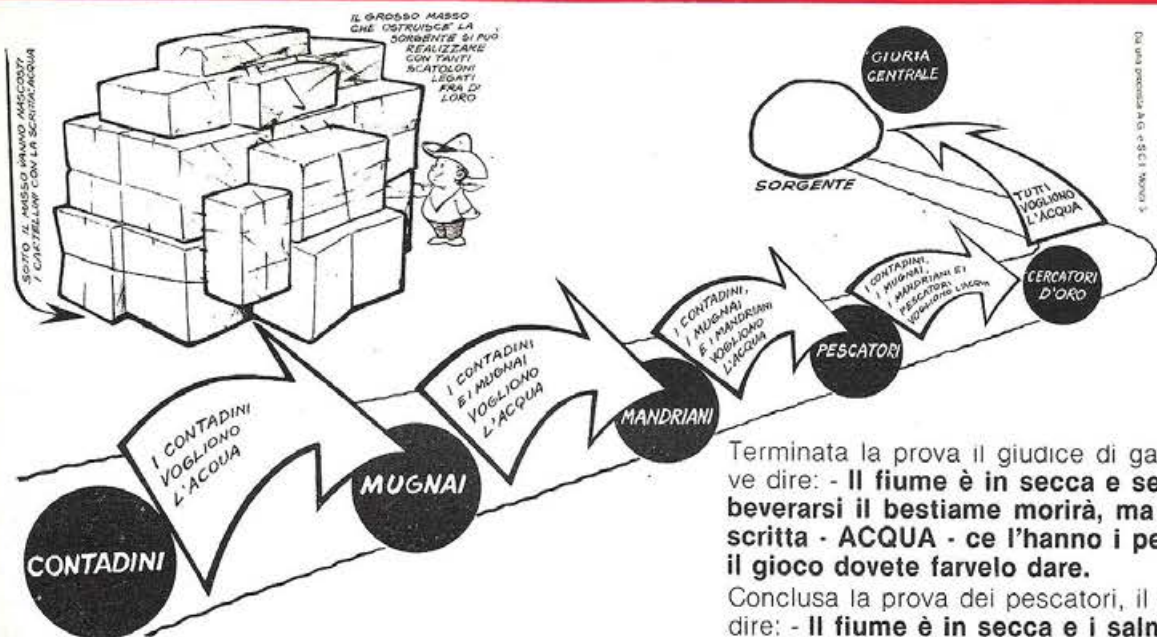 IL GROSSO MASSO
CHE OSTRUISCE LA
SORGENTE SI PUÒ
REALIZZARE
CON TANTI
SCATOLONI
LEGATI
FRA DI
LORO
SOTTO IL MASSO VANNO NASCOSTI
I CARTELLINI CON LA SCRITTA: ACQUA
GIURIA
CENTRALE
SORGENTE
TUTTI
VOGLIONO
L'ACQUA
CERCATORI
D'ORO
I CONTADINI,
I MUGNAI,
I MANDRIANI E I
PESCATORI
VOGLIONO L'ACQUA
PESCATORI
I CONTADINI,
I MUGNAI
E I MANDRIANI
VOGLIONO
L'ACQUA
MANDRIANI
I CONTADINI
E I MUGNAI
VOGLIONO
L'ACQUA
MUGNAI
I CONTADINI
VOGLIONO
L'ACQUA
CONTADINI
Terminata la prova il giudice di ga
ve dire: - Il fiume è in secca e se
beverarsi il bestiame morirà, ma
scritta - ACQUA - ce l'hanno i pe
il gioco dovete farvelo dare.
Conclusa la prova dei pescatori, il
dire: - Il fiume è in secca e i salm
Da una